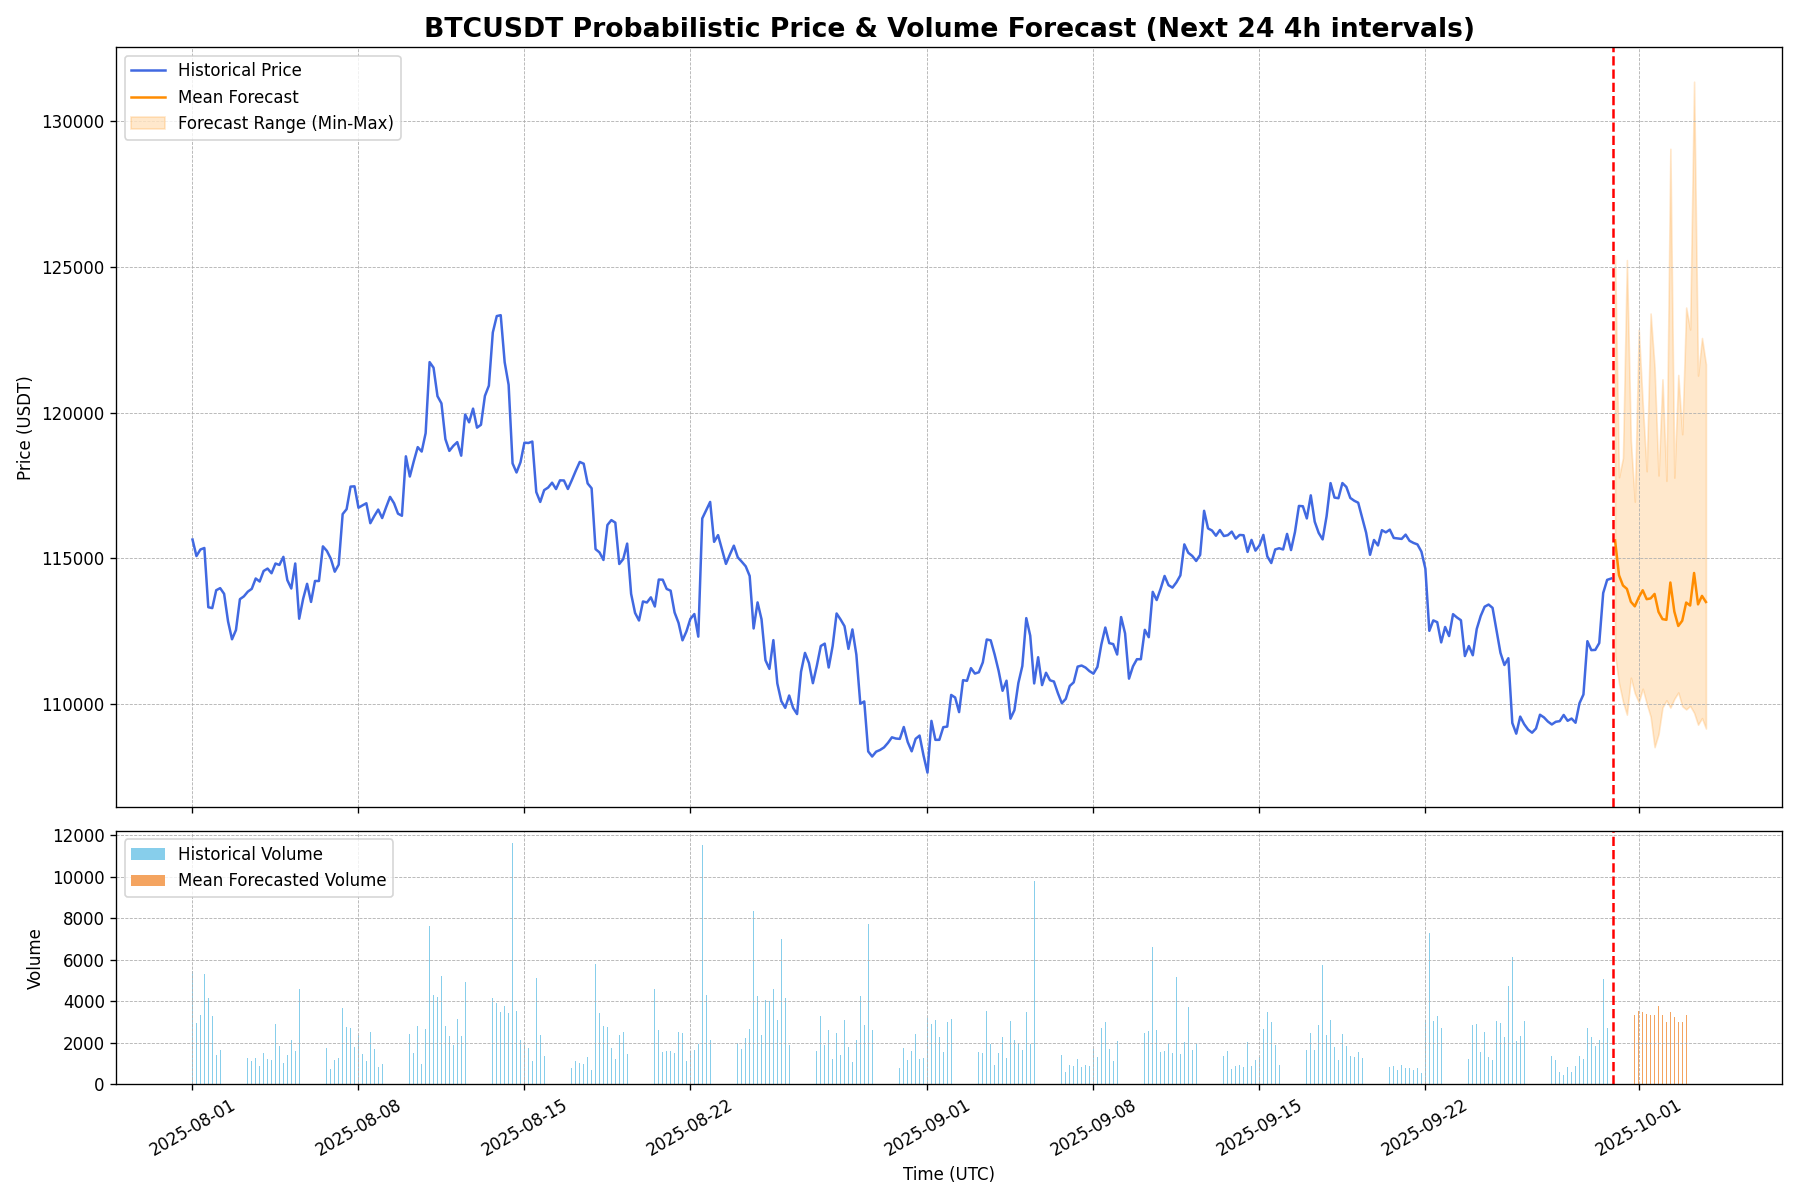 BTCUSDT Probabilistic Price & Volume Forecast (Next 24 4h intervals)
Historical Price
Mean Forecast
Forecast Range (Min-Max)
130000
125000
120000
115000
110000
Price (USDT)
Historical Volume
Mean Forecasted Volume
12000
10000
8000
6000
4000
2000
0
Volume
2025-08-01
2025-08-08
2025-08-15
2025-08-22
2025-09-01
2025-09-08
2025-09-15
2025-09-22
2025-10-01
Time (UTC)